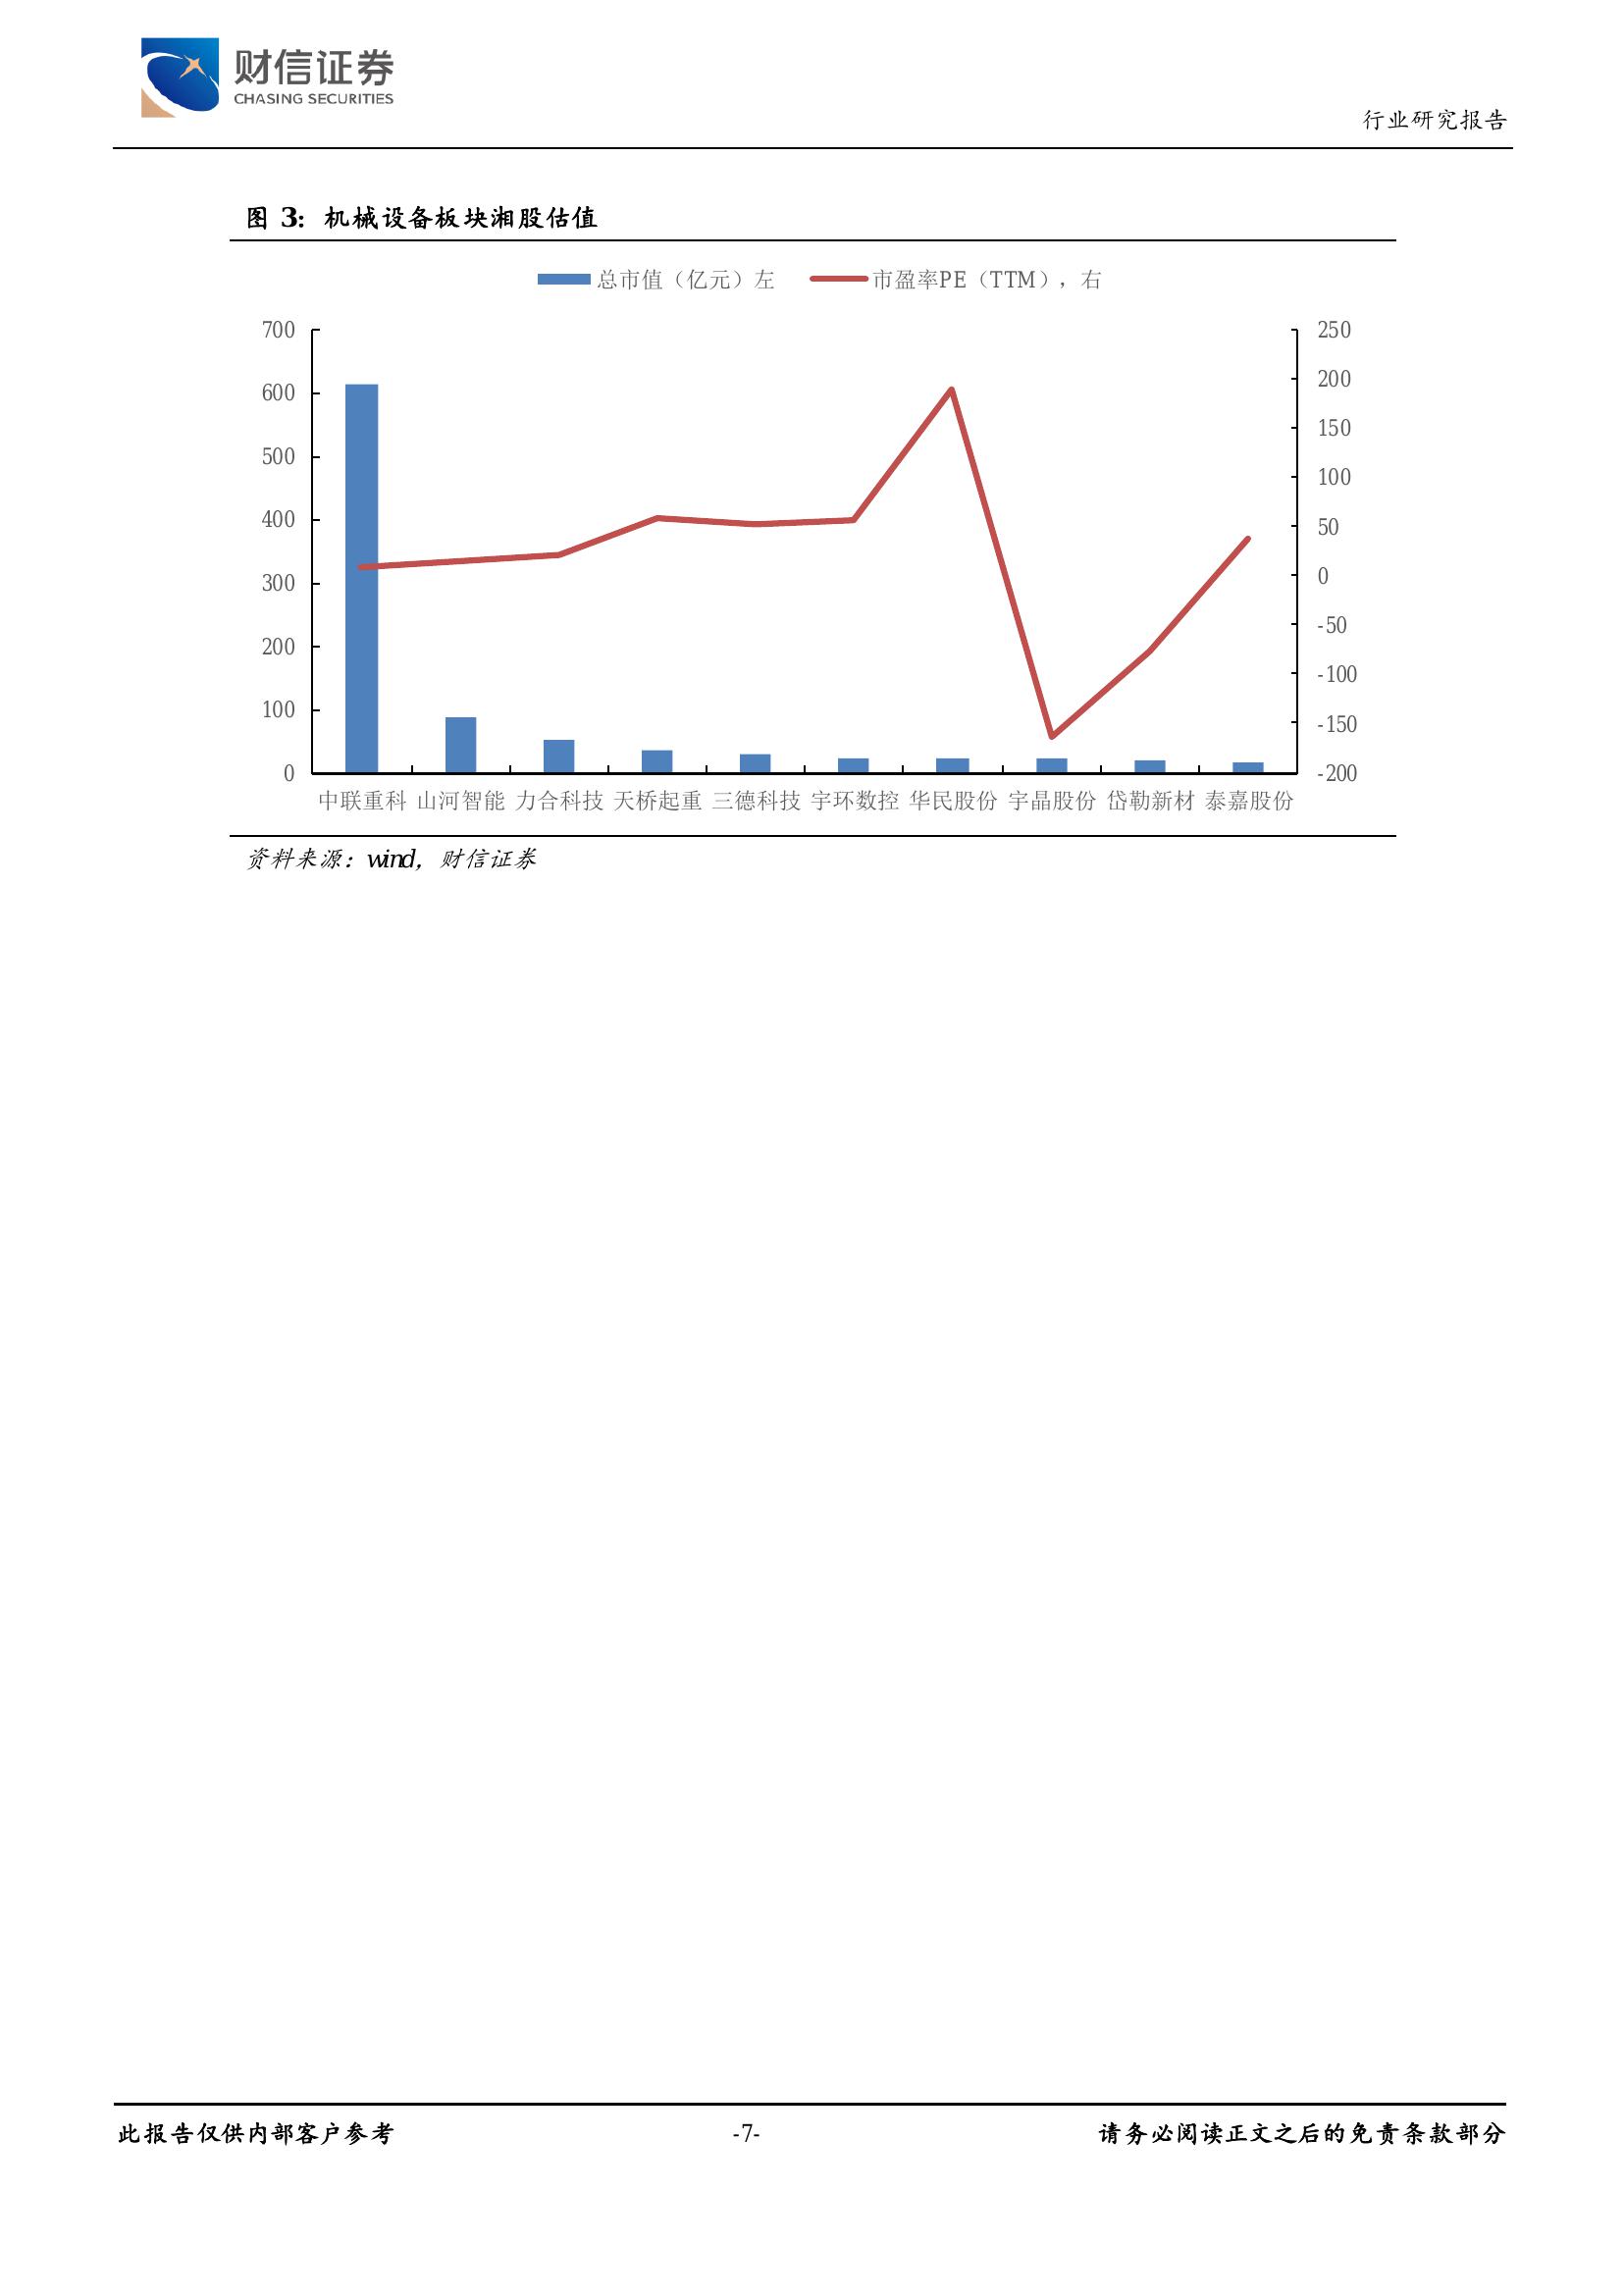 财信证券
CHASING SECURITIES
行业研究报告
图 3：机械设备板块湘股估值
总市值（亿元）左 市盈率PE（TTM），右
700 250
600 200
500 150
400 100
300 50
200 0
100 -50
0 -100
-150
-200
中联重科 山河智能 力合科技 天桥起重 三德科技 宇环数控 华民股份 宇晶股份 岱勒新材 泰嘉股份
资料来源：wind，财信证券
此报告仅供内部客户参考 -7- 请务必阅读正文之后的免责条款部分